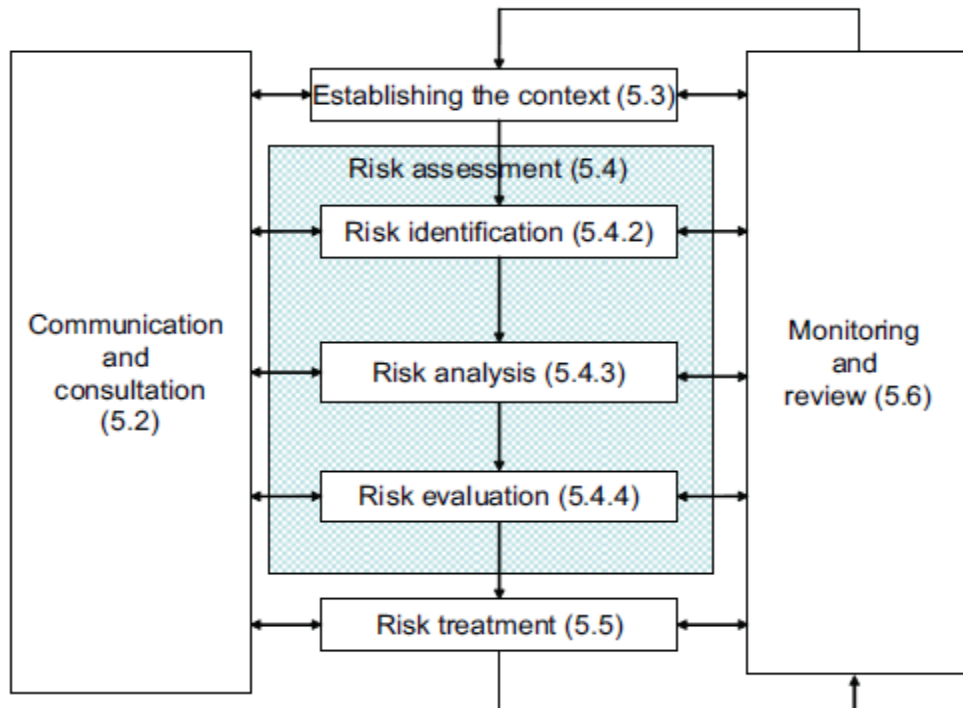 Establishing the context (5.3)
Risk assessment (5.4)
Risk identification (5.4.2)
Communication
and
consultation
(5.2)
Risk analysis (5.4.3)
Monitoring
and
review (5.6)
Risk evaluation (5.4.4)
Risk treatment (5.5)